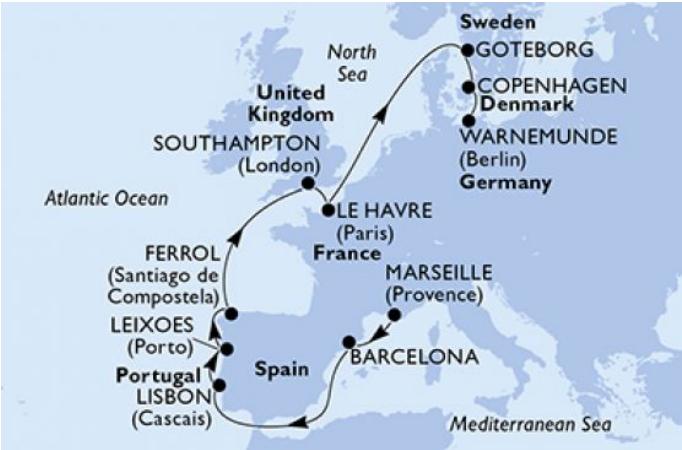 Sweden
GOTEBORG
North
Sea
COPENHAGEN
Denmark
United
Kingdom
WARNEMUNDE
(Berlin)
Germany
SOUTHAMPTON
(London)
Atlantic Ocean
LE HAVRE
(Paris)
France
FERROL
(Santiago de
Compostela)
MARSEILLE
(Provence)
LEIXOES
(Porto)
BARCELONA
Spain
Portugal
LISBON
(Cascais)
Mediterranean Sea